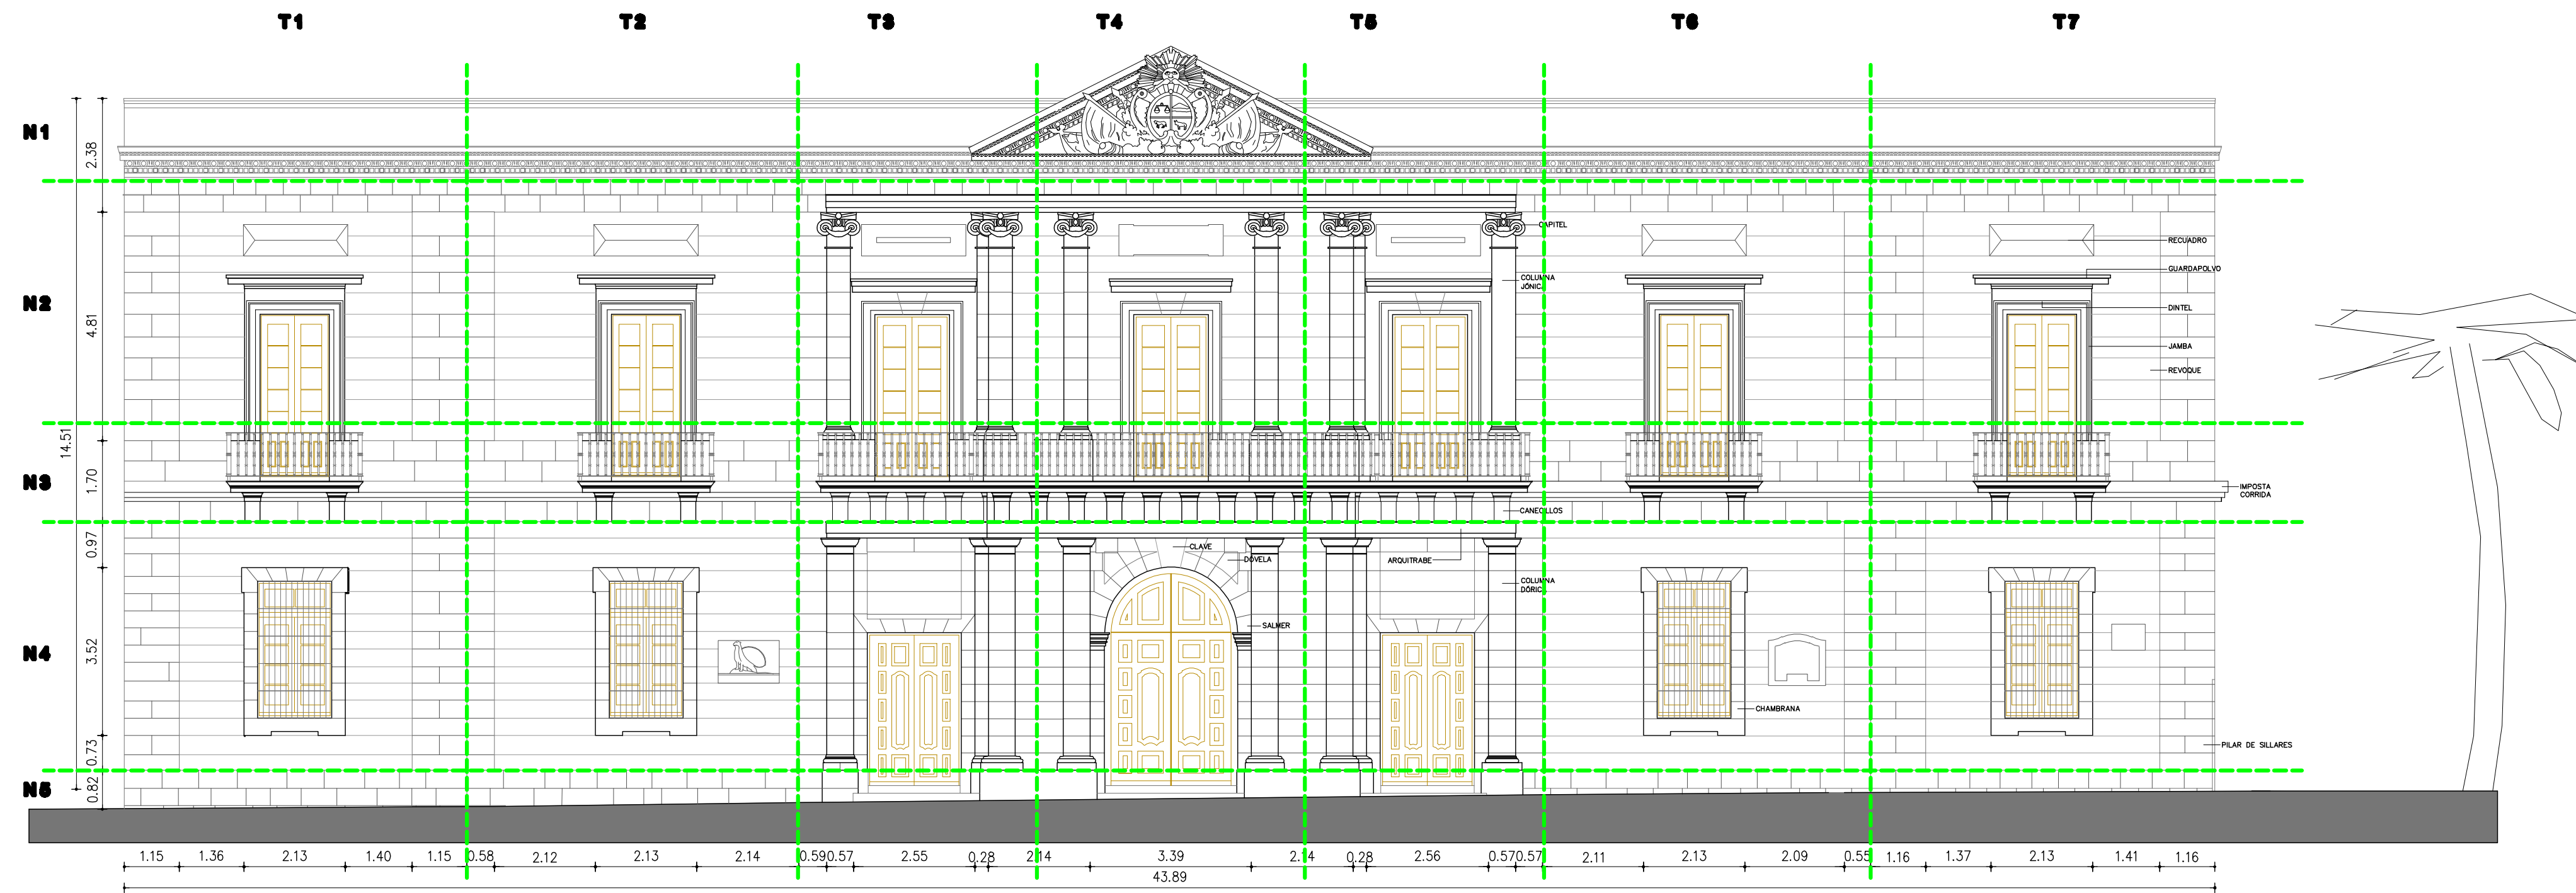 T1 T2 T3 T4 T5 T6 T7
N1
2.38
CAPITEL
RECUADRO
GUARDAPOLVO
COLUMNA
JÓNICA
N2
DINTEL
4.81
JAMBA
REVOQUE
14.51
N3
1.70
IMPOSTA
CORRIDA
CANECILLOS
0.97
CLAVE
DOVELA
ARQUITRABE
COLUMNA
DÓRICA
SALMER
N4
3.52
CHAMBRANA
PILAR DE SILLARES
0.73
N5
0.82
1.15 1.36 2.13 1.40 1.15 0.58 2.12 2.13 2.14 0.59 0.57 2.55 0.28 2.14 3.39 2.14 0.28 2.56 0.57 0.57 2.11 2.13 2.09 0.55 1.16 1.37 2.13 1.41 1.16
43.89